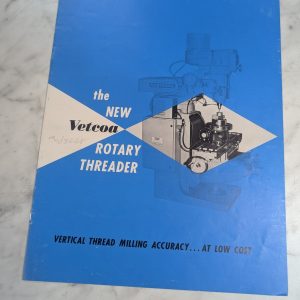 the
NEW
Vetcoa
ROTARY
THREADER
VERTICAL THREAD MILLING ACCURACY...AT LOW COST